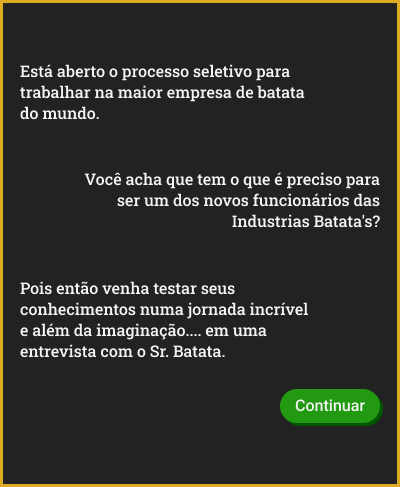 Está aberto o processo seletivo para
trabalhar na maior empresa de batata
do mundo.
Você acha que tem o que é preciso para
ser um dos novos funcionários das
Industrias Batata's?
Pois então venha testar seus
conhecimentos numa jornada incrível
e além da imaginação.... em uma
entrevista com o Sr. Batata.
Continuar